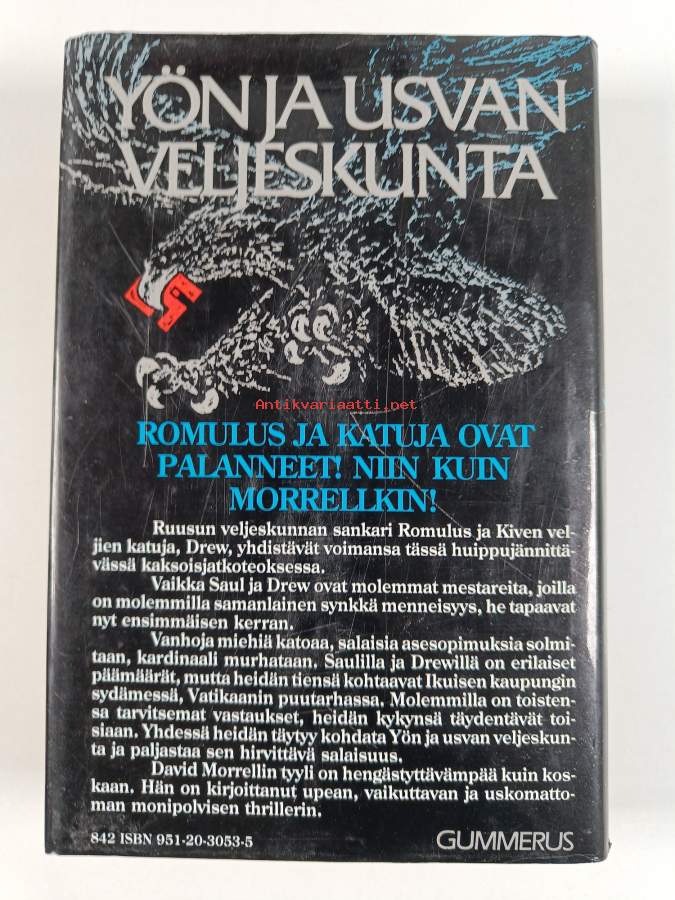 YÖN JA USVAN
VELJESKUNTA
Antikvariaatti.net
ROMULUS JA KATUJA OVAT
PALANNEET! NIIN KUIN
MORRELLKIN!
Ruusun veljeskunnan sankari Romulus ja Kiven vel-
jien katuja, Drew, yhdistävät voimansa tässä huippujännittä-
vässä kaksoisjatkoteoksessa.
Vaikka Saul ja Drew ovat molemmat mestareita, joilla
on molemmilla samanlainen synkkä menneisyys, he tapaavat
nyt ensimmäisen kerran.
Vanhoja miehiä katoaa, salaisia asesopimuksia solmi-
taan, kardinaali murhataan. Saulilla ja Drewillä on erilaiset
päämäärät, mutta heidän tiensä kohtaavat Ikuisen kaupungin
sydämessä, Vatikaanin puutarhassa. Molemmilla on toisten-
sa tarvitsemat vastaukset, heidän kykynsä täydentävät toi-
siaan. Yhdessä heidän täytyy kohdata Yön ja usvan veljeskun-
ta ja paljastaa sen hirvittävä salaisuus.
David Morrellin tyyli on hengästyttävämpää kuin kos-
kaan. Hän on kirjoittanut upean, vaikuttavan ja uskomatto-
man monipolvisen thrillerin.
842 ISBN 951-20-3053-5
GUMMERUS